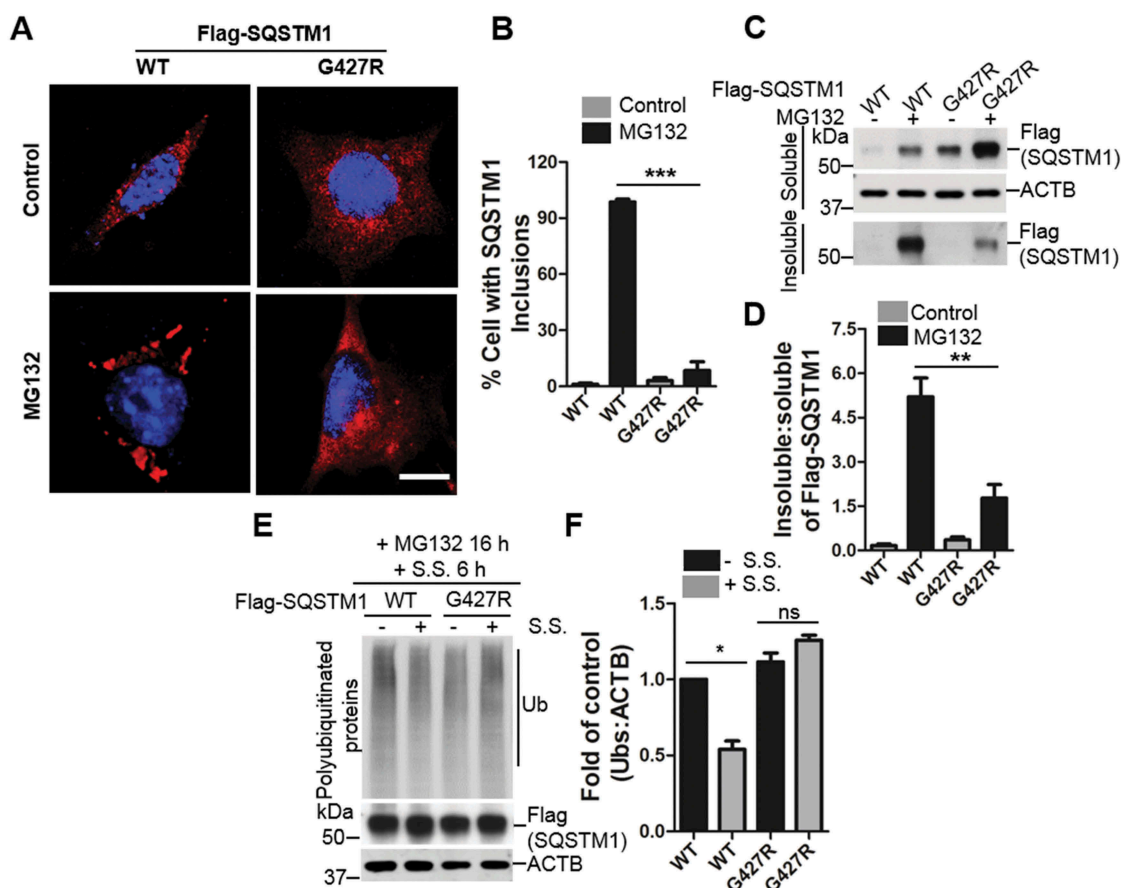 A
Flag-SQSTM1
WT G427R
Control
MG132
B
Control
MG132
% Cell with SQSTM1
Inclusions
120
90
60
30
0
***
WT WT G427R G427R
C
Flag-SQSTM1 WT WT G427R G427R
MG132 - + - +
kDa
Soluble
50
Flag
(SQSTM1)
ACTB
37
Insoluble
50
Flag
(SQSTM1)
D
Control
MG132
Insoluble:soluble
of Flag-SQSTM1
7.5
6.0
4.5
3.0
1.5
0.0
**
WT WT G427R G427R
E
+ MG132 16 h
+ S.S. 6 h
Flag-SQSTM1 WT G427R
- + - + S.S.
Polyubiquitinated
proteins
Ub
kDa
50
Flag
(SQSTM1)
ACTB
37
F
- S.S.
+ S.S.
Fold of control
(Ubs:ACTB)
1.5
1.0
0.5
0.0
*
ns
WT WT G427R G427R